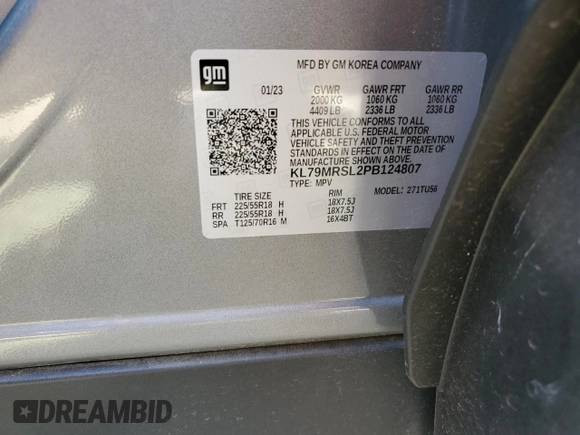 gm
MFD BY GM KOREA COMPANY
01/23 GVWR GAWR FRT GAWR RR
2000 KG 1060 KG 1060 KG
4409 LB 2336 LB 2336 LB
THIS VEHICLE CONFORMS TO ALL
APPLICABLE U.S. FEDERAL MOTOR
VEHICLE SAFETY AND THEFT PREVENTION
STANDARDS IN EFFECT ON THE DATE OF
MANUFACTURE SHOWN ABOVE.
KL79MRSL2PB124807
TYPE: MPV MODEL: 271TU56
TIRE SIZE RIM
FRT 225/55R18 H 18X7.5J
RR 225/55R18 H 18X7.5J
SPA T125/70R16 M 16X4BT
DREAMBID